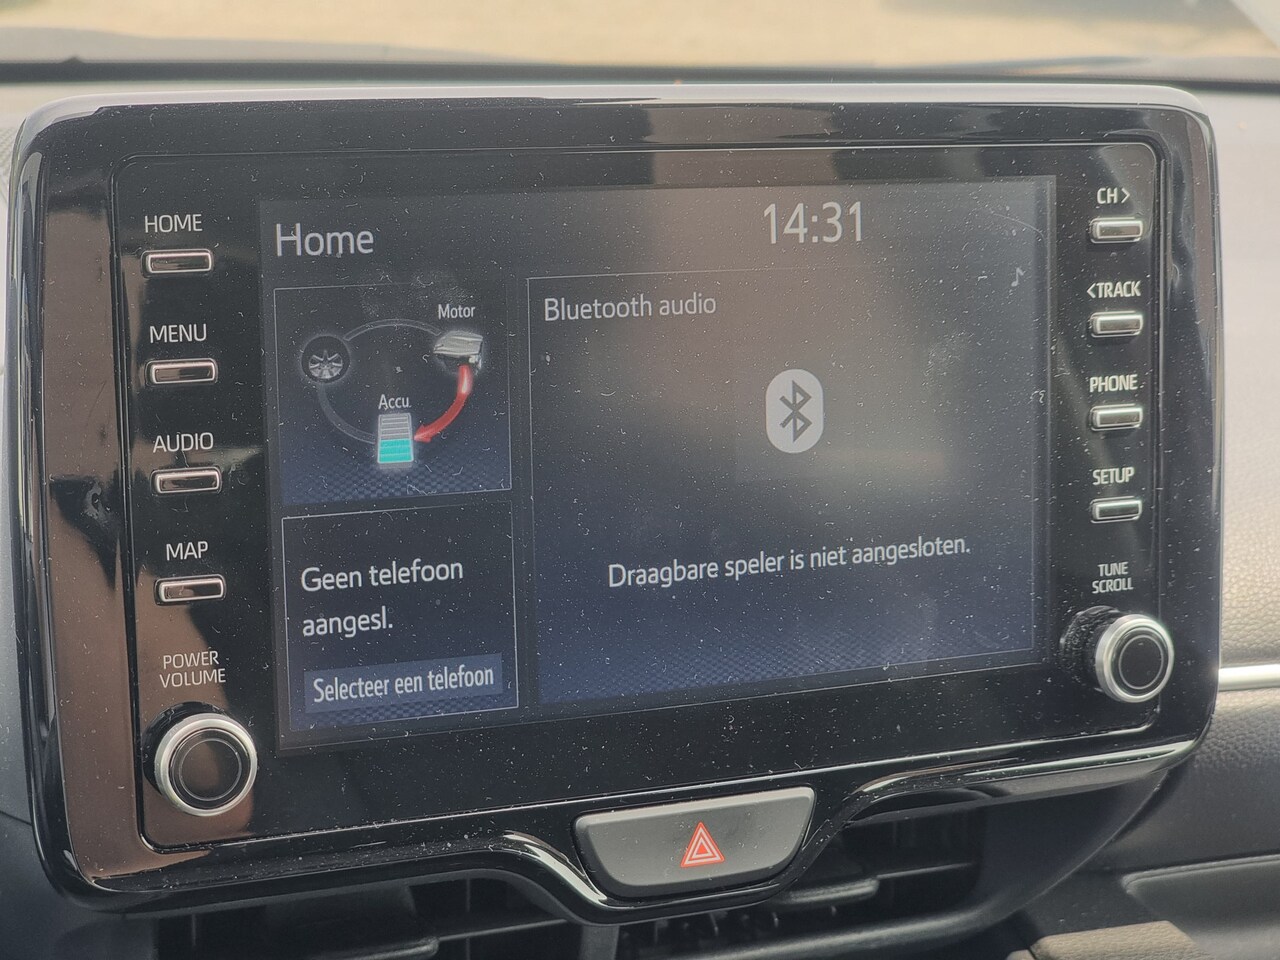 HOME
MENU
AUDIO
MAP
POWER
VOLUME
Home
14:31
Motor
Accu
Bluetooth audio
Draagbare speler is niet aangesloten.
Geen telefoon
aangesl.
Selecteer een telefoon
CH>
<TRACK
PHONE
SETUP
TUNE
SCROLL